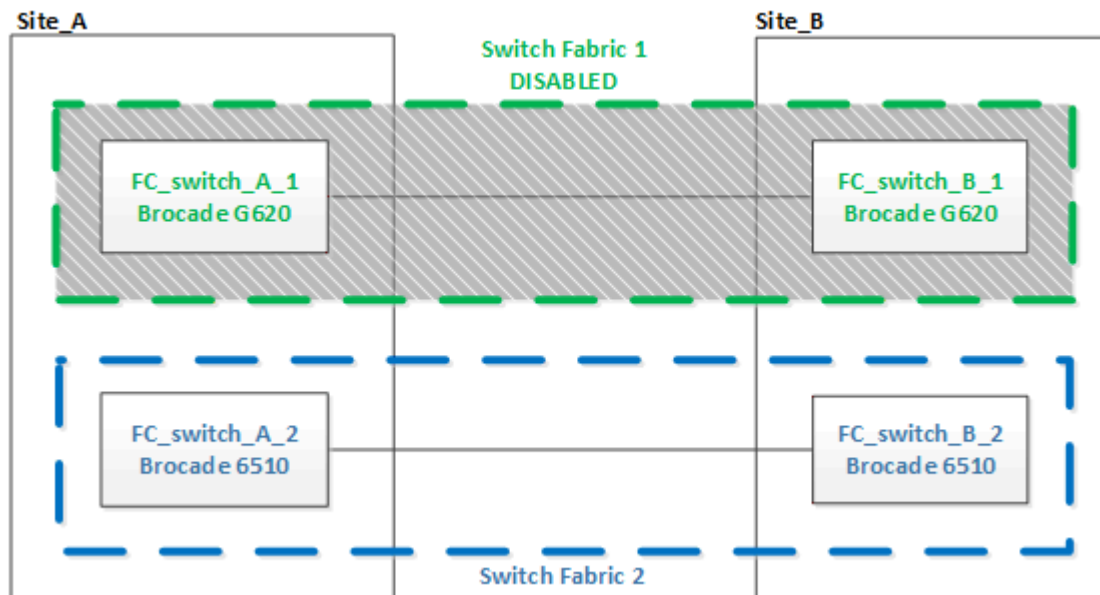 Site_A
Site_B
Switch Fabric 1
DISABLED
FC_switch_A_1
Brocade G620
FC_switch_B_1
Brocade G620
FC_switch_A_2
Brocade 6510
FC_switch_B_2
Brocade 6510
Switch Fabric 2